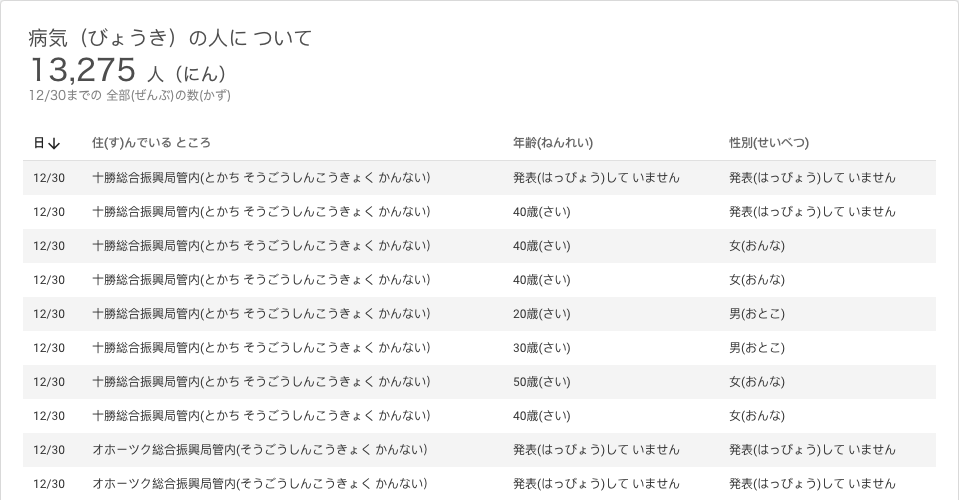 病気（びょうき）の人に ついて
13,275 人（にん）
12/30までの 全部(ぜんぶ)の数(かず)
日↓ 住(す)んでいる ところ 年齢(ねんれい) 性別(せいべつ)
12/30 十勝総合振興局管内(とかち そうごうしんこうきょく かんない) 発表(はっぴょう)して いません 発表(はっぴょう)して いません
12/30 十勝総合振興局管内(とかち そうごうしんこうきょく かんない) 40歳(さい) 発表(はっぴょう)して いません
12/30 十勝総合振興局管内(とかち そうごうしんこうきょく かんない) 40歳(さい) 女(おんな)
12/30 十勝総合振興局管内(とかち そうごうしんこうきょく かんない) 40歳(さい) 女(おんな)
12/30 十勝総合振興局管内(とかち そうごうしんこうきょく かんない) 20歳(さい) 男(おとこ)
12/30 十勝総合振興局管内(とかち そうごうしんこうきょく かんない) 30歳(さい) 男(おとこ)
12/30 十勝総合振興局管内(とかち そうごうしんこうきょく かんない) 50歳(さい) 女(おんな)
12/30 十勝総合振興局管内(とかち そうごうしんこうきょく かんない) 40歳(さい) 女(おんな)
12/30 オホーツク総合振興局管内(そうごうしんこうきょく かんない) 発表(はっぴょう)して いません 発表(はっぴょう)して いません
12/30 オホーツク総合振興局管内(そうごうしんこうきょく かんない) 発表(はっぴょう)して いません 発表(はっぴょう)して いません